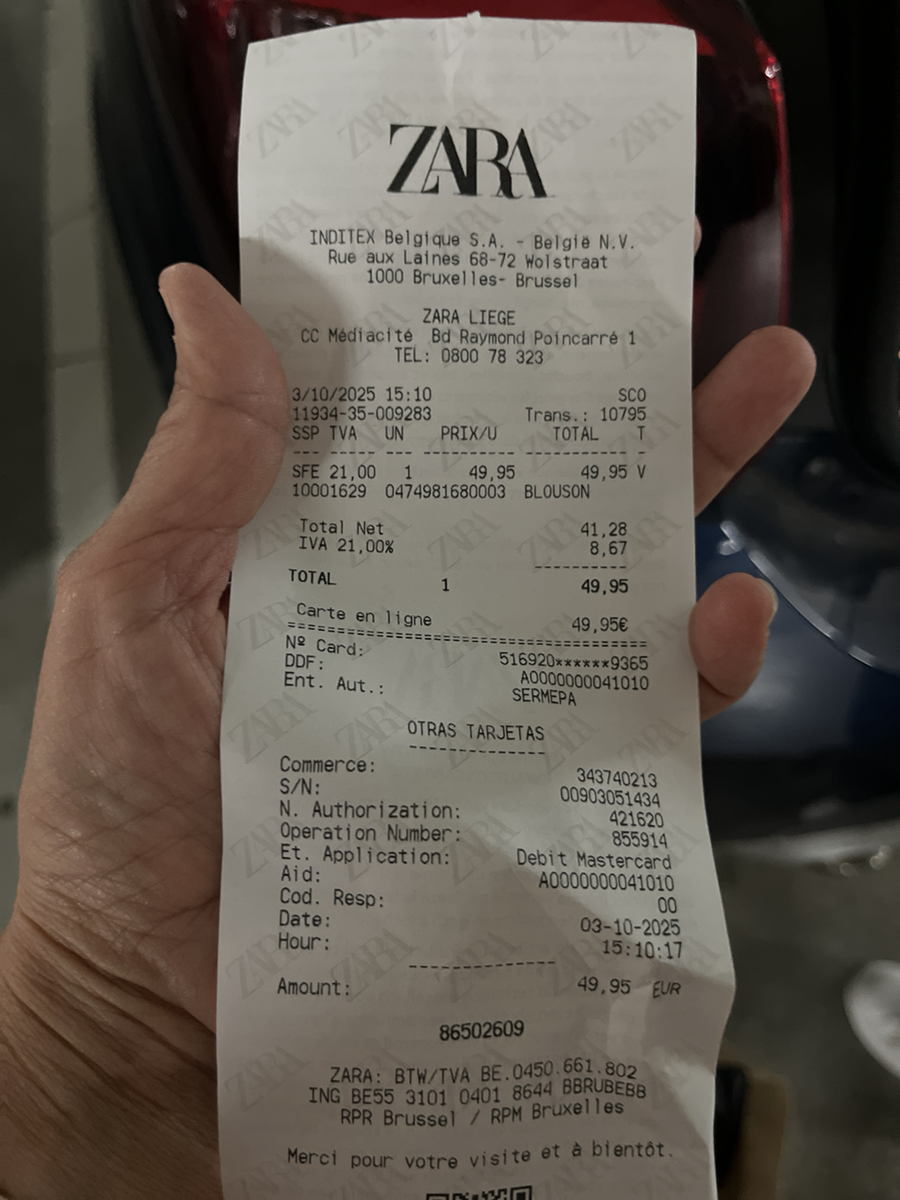 ZARA
INDITEX Belgique S.A. - België N.V.
Rue aux Laines 68-72 Wolstraat
1000 Bruxelles- Brussel
ZARA LIEGE
CC Médiacité Bd Raymond Poincarré 1
TEL: 0800 78 323
3/10/2025 15:10 SCO
11934-35-009283 Trans.: 10795
SSP TVA UN PRIX/U TOTAL T
--- ----- --- ---------- ----------- -
SFE 21,00 1 49,95 49,95 V
10001629 0474981680003 BLOUSON
Total Net 41,28
IVA 21,00% 8,67
----------
TOTAL 1 49,95
Carte en ligne 49,95€
======================================
Nº Card: 516920******9365
DDF: A0000000041010
Ent. Aut.: SERMEPA
OTRAS TARJETAS
--------------
Commerce: 343740213
S/N: 00903051434
N. Authorization: 421620
Operation Number: 855914
Et. Application: Debit Mastercard
Aid: A0000000041010
Cod. Resp: 00
Date: 03-10-2025
Hour: 15:10:17
---------------
Amount: 49,95 EUR
86502609
ZARA: BTW/TVA BE.0450.661.802
ING BE55 3101 0401 8644 BBRUBEBB
RPR Brussel / RPM Bruxelles
Merci pour votre visite et à bientôt.